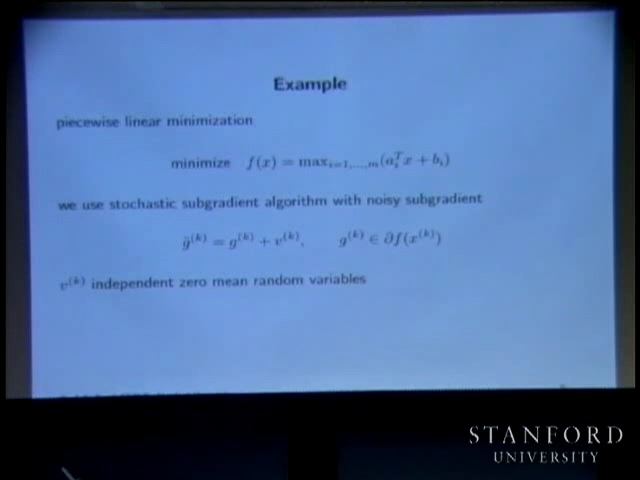 Example
piecewise linear minimization
minimize f(x) = max_{i=1,...,m}(a_i^T x + b_i)
we use stochastic subgradient algorithm with noisy subgradient
g̃^{(k)} = g^{(k)} + v^{(k)}, g^{(k)} ∈ ∂f(x^{(k)})
v^{(k)} independent zero mean random variables
STANFORD
UNIVERSITY